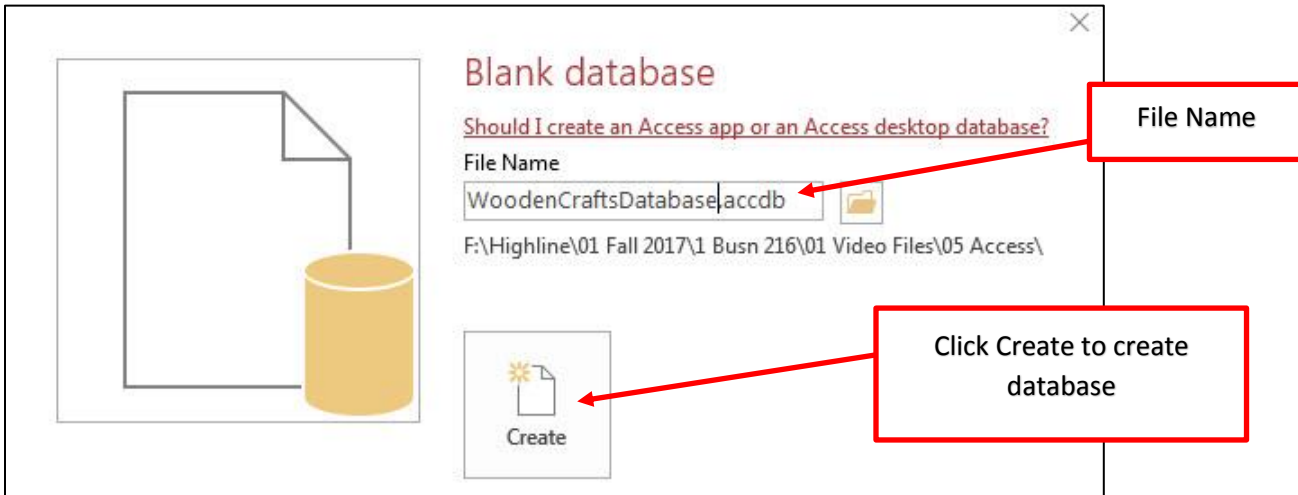 Blank database
Should I create an Access app or an Access desktop database?
File Name
File Name
WoodenCraftsDatabase.accdb
F:\Highline\01 Fall 2017\1 Busn 216\01 Video Files\05 Access\
Click Create to create
database
Create